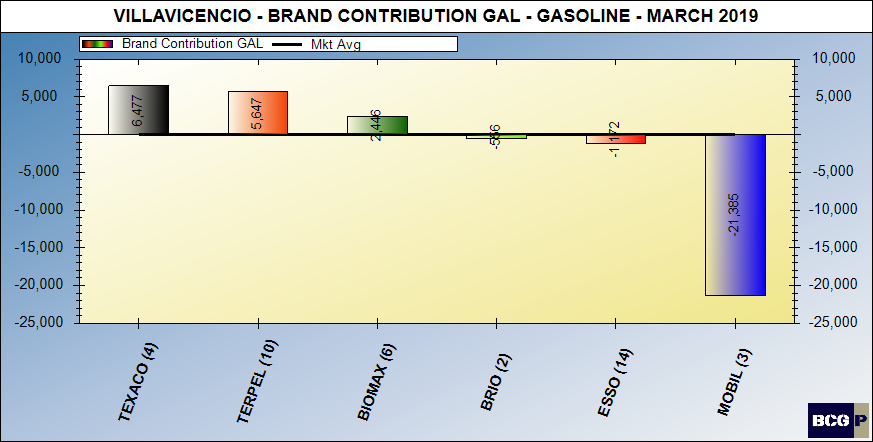 VILLAVICENCIO - BRAND CONTRIBUTION GAL - GASOLINE - MARCH 2019
Brand Contribution GAL Mkt Avg
10,000 10,000
5,000 5,000
-5,000 -5,000
-10,000 -10,000
-15,000 -15,000
-20,000 -20,000
-25,000 -25,000
6,477
5,647
2,446
-1,172
-21,385
TEXACO (4)
TERPEL (10)
BIOMAX (6)
BRIO (2)
ESSO (14)
MOBIL (3)
BCG P